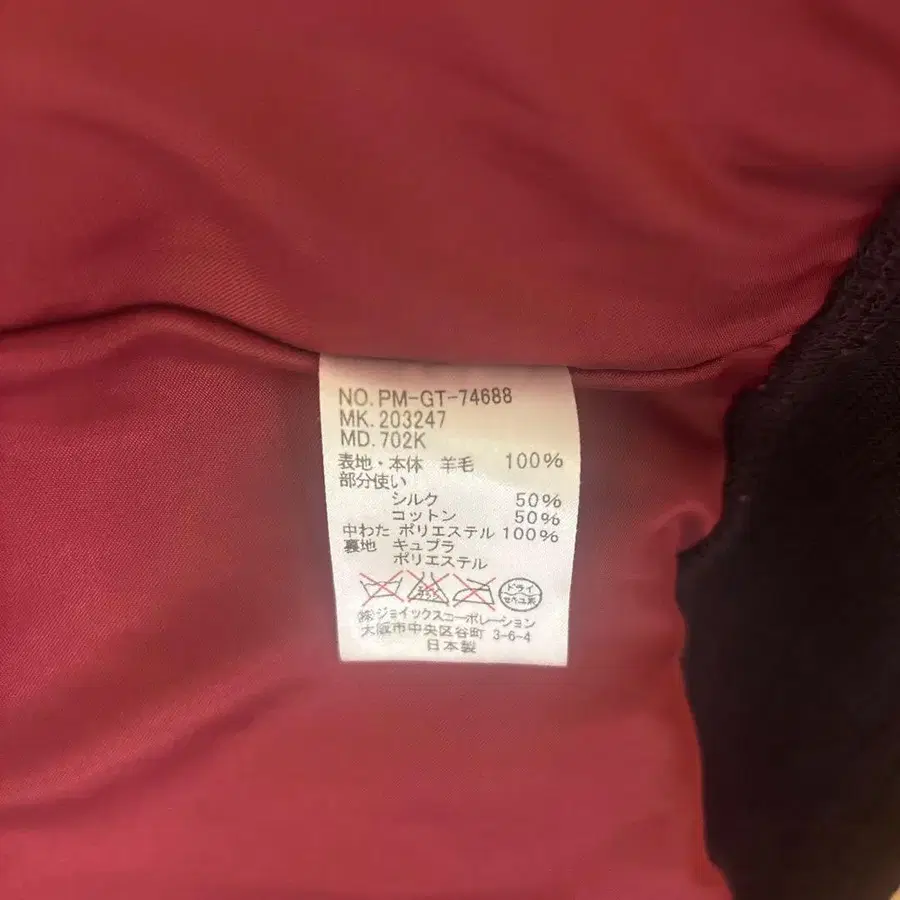 NO.PM-GT-74688
MK.203247
MD.702K
表地・本体 羊毛 100%
部分使い
シルク 50%
コットン 50%
中わた ポリエステル 100%
裏地 キュプラ
ポリエステル
ドライ
セキユ系
㈱ジョイックスコーポレーション
大阪市中央区谷町 3-6-4
日本製